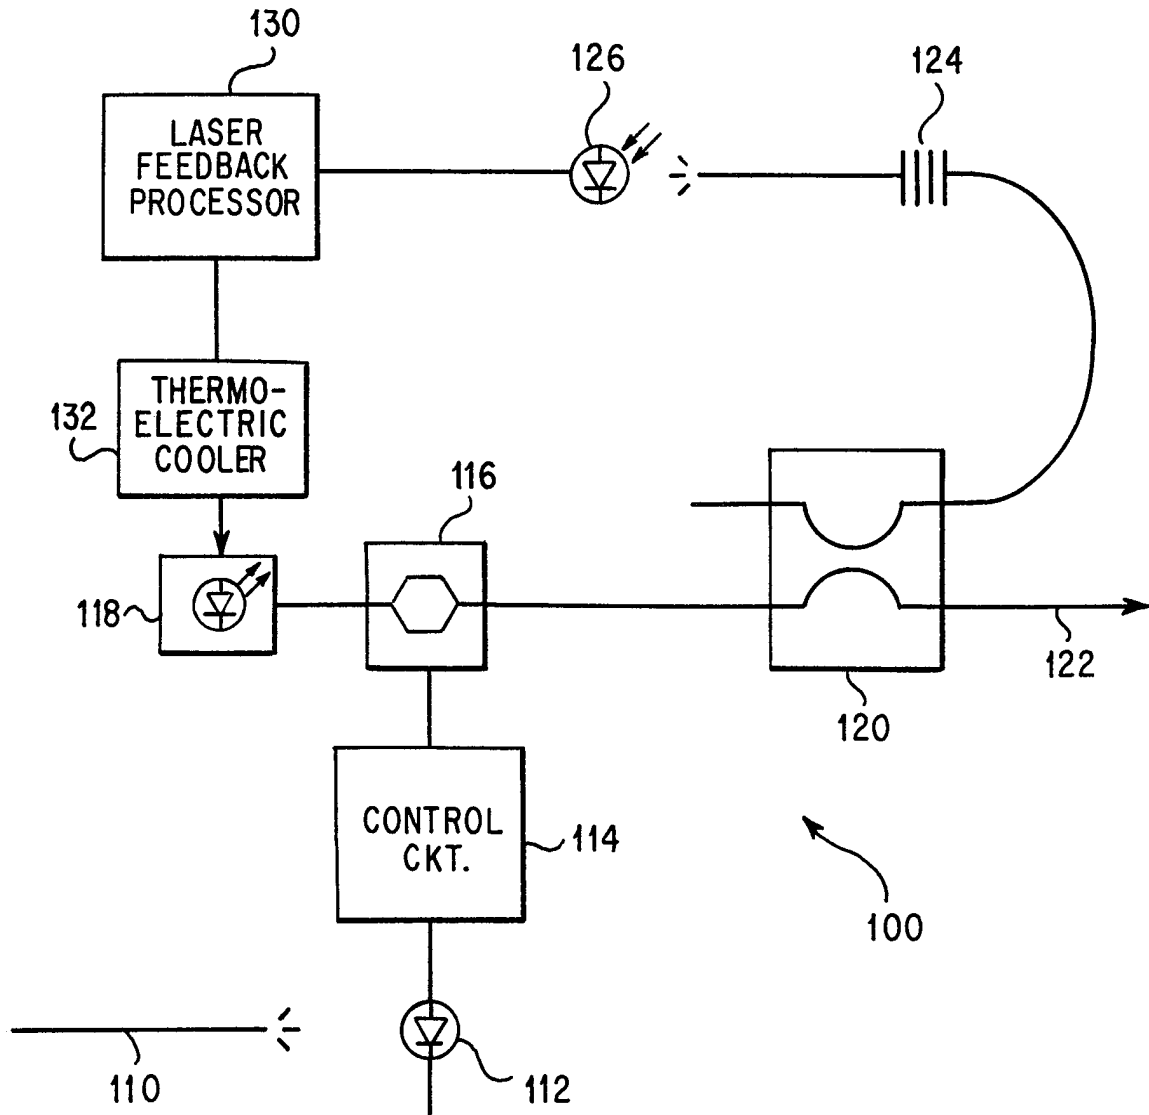 130
126
124
LASER
FEEDBACK
PROCESSOR
THERMO-
ELECTRIC
COOLER
132
116
118
122
120
CONTROL
CKT.
114
100
110
112